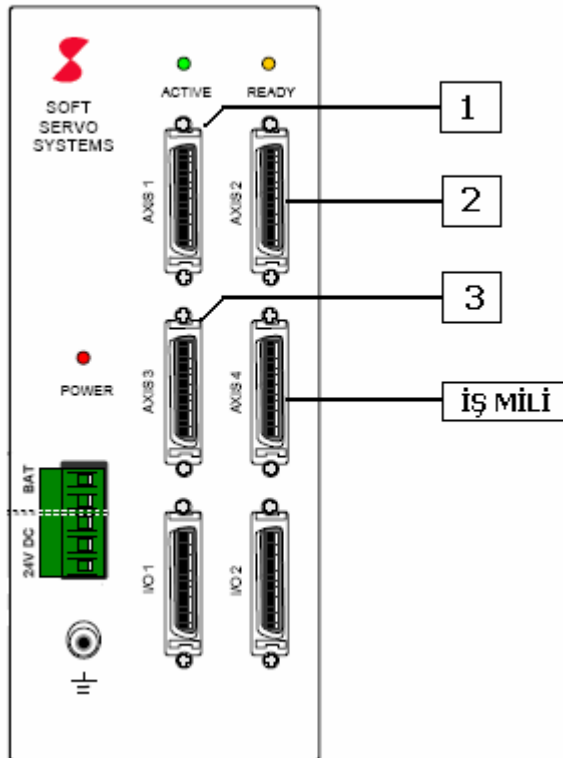 SOFT
SERVO
SYSTEMS
ACTIVE
READY
1
AXIS 1
AXIS 2
2
3
POWER
AXIS 3
AXIS 4
İŞ MİLİ
BAT
24V DC
I/O 1
I/O 2